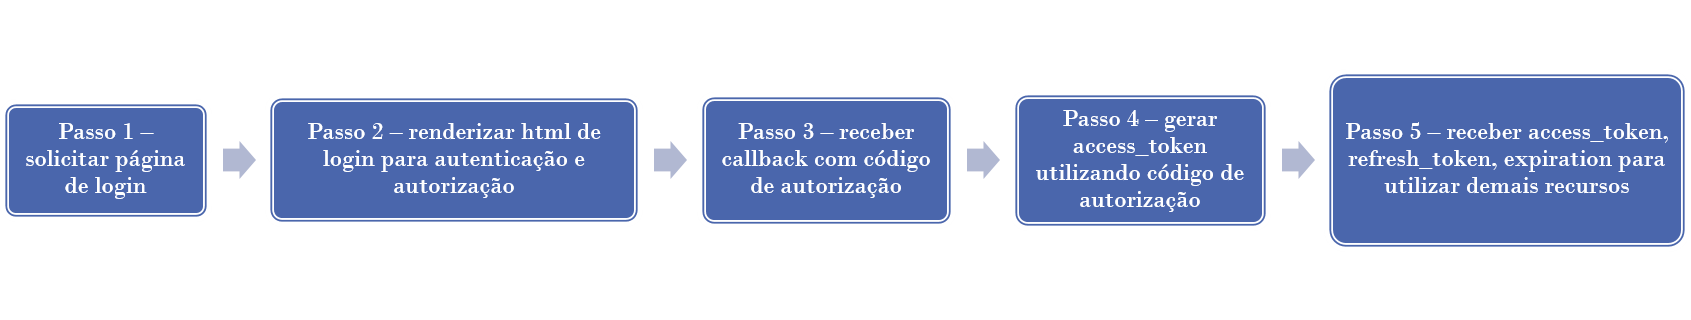 Passo 1 –
solicitar página
de login
Passo 2 – renderizar html de
login para autenticação e
autorização
Passo 3 – receber
callback com código
de autorização
Passo 4 – gerar
access_token
utilizando código de
autorização
Passo 5 – receber access_token,
refresh_token, expiration para
utilizar demais recursos